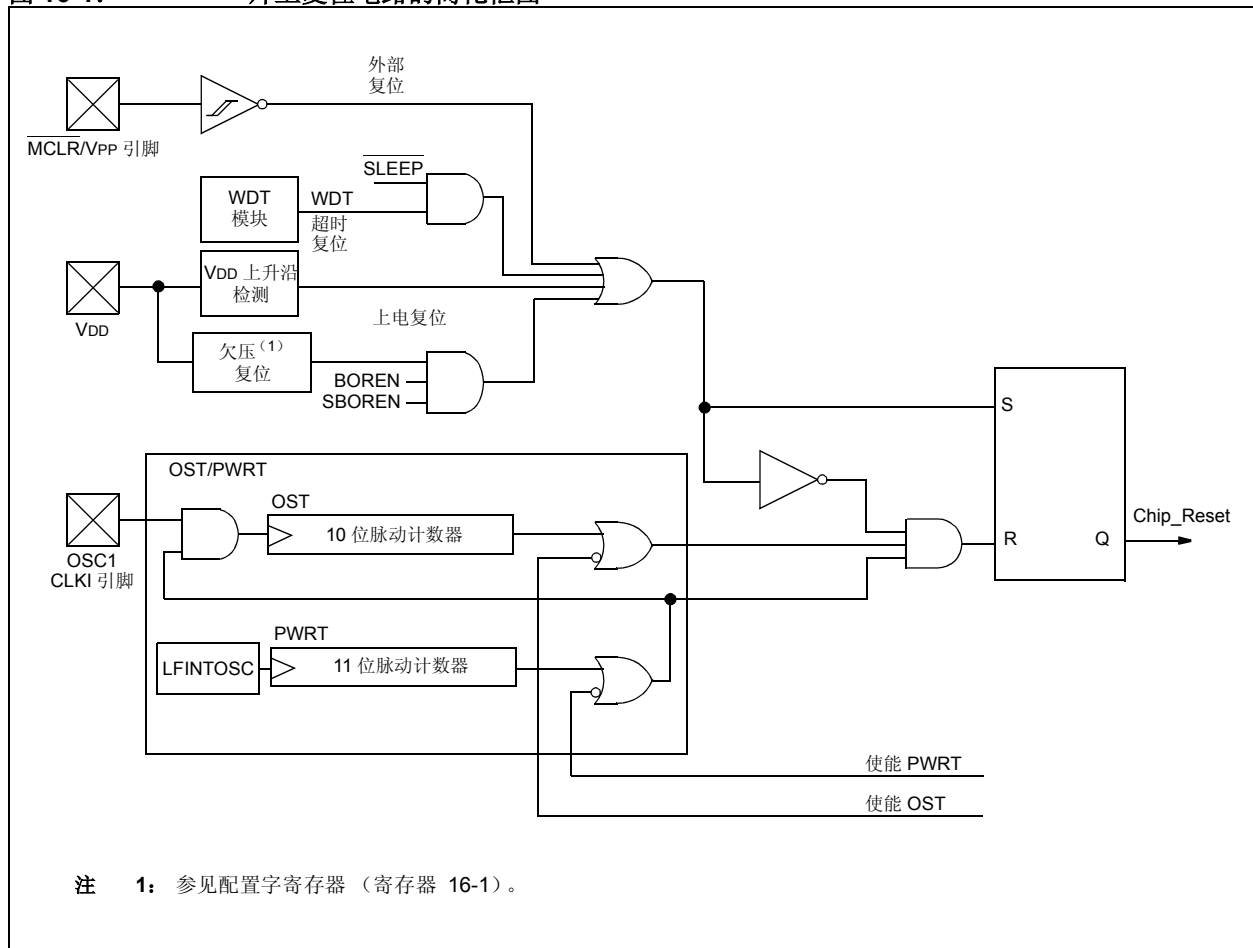 外部
复位
MCLR/VPP 引脚
SLEEP
WDT
模块
WDT
超时
复位
VDD 上升沿
检测
VDD
上电复位
欠压（1）
复位
BOREN
SBOREN
S
OST/PWRT
OST
10 位脉动计数器
OSC1
CLKI 引脚
R
Q
Chip_Reset
PWRT
LFINTOSC
11 位脉动计数器
使能 PWRT
使能 OST
注 1： 参见配置字寄存器 （寄存器 16-1）。